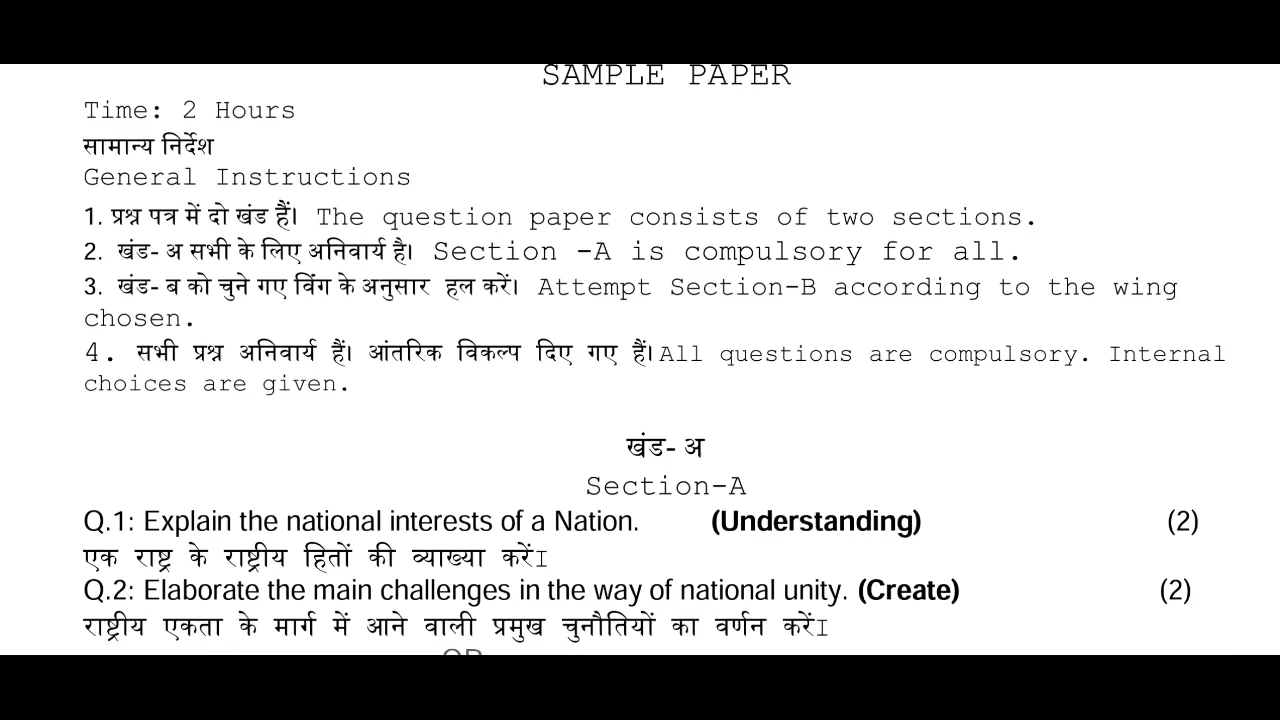 SAMPLE PAPER
Time: 2 Hours
सामान्य निर्देश
General Instructions
1. प्रश्न पत्र में दो खंड हैं। The question paper consists of two sections.
2. खंड- अ सभी के लिए अनिवार्य है। Section -A is compulsory for all.
3. खंड- ब को चुने गए विंग के अनुसार हल करें। Attempt Section-B according to the wing
chosen.
4. सभी प्रश्न अनिवार्य हैं। आंतरिक विकल्प दिए गए हैं। All questions are compulsory. Internal
choices are given.
खंड- अ
Section-A
Q.1: Explain the national interests of a Nation. (Understanding) (2)
एक राष्ट्र के राष्ट्रीय हितों की व्याख्या करेंI
Q.2: Elaborate the main challenges in the way of national unity. (Create) (2)
राष्ट्रीय एकता के मार्ग में आने वाली प्रमुख चुनौतियों का वर्णन करेंI